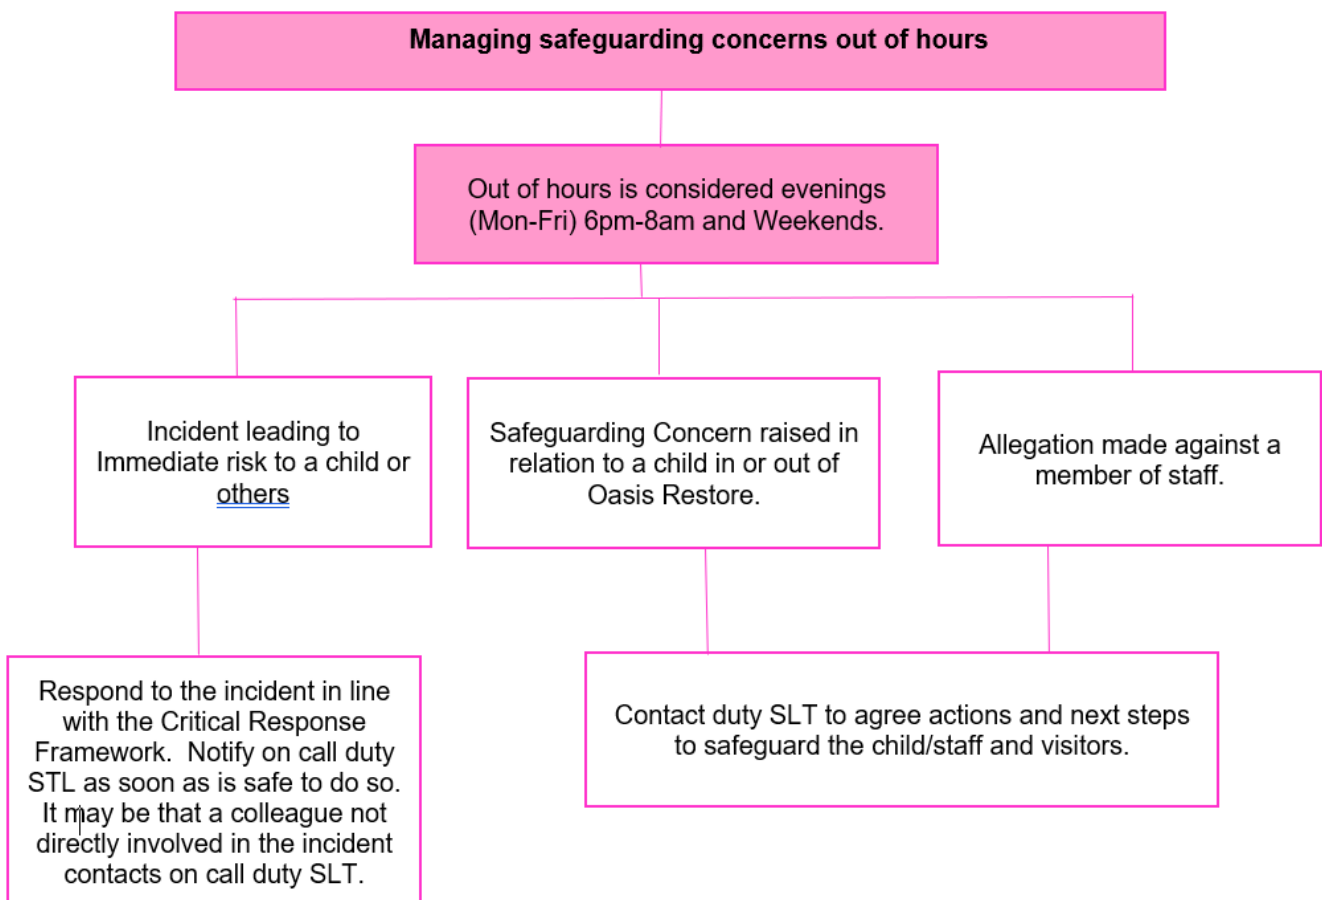 Managing safeguarding concerns out of hours
Out of hours is considered evenings
(Mon-Fri) 6pm-8am and Weekends.
Incident leading to
Immediate risk to a child or
others
Safeguarding Concern raised in
relation to a child in or out of
Oasis Restore.
Allegation made against a
member of staff.
Respond to the incident in line
with the Critical Response
Framework.  Notify on call duty
STL as soon as is safe to do so.
It may be that a colleague not
directly involved in the incident
contacts on call duty SLT.
Contact duty SLT to agree actions and next steps
to safeguard the child/staff and visitors.